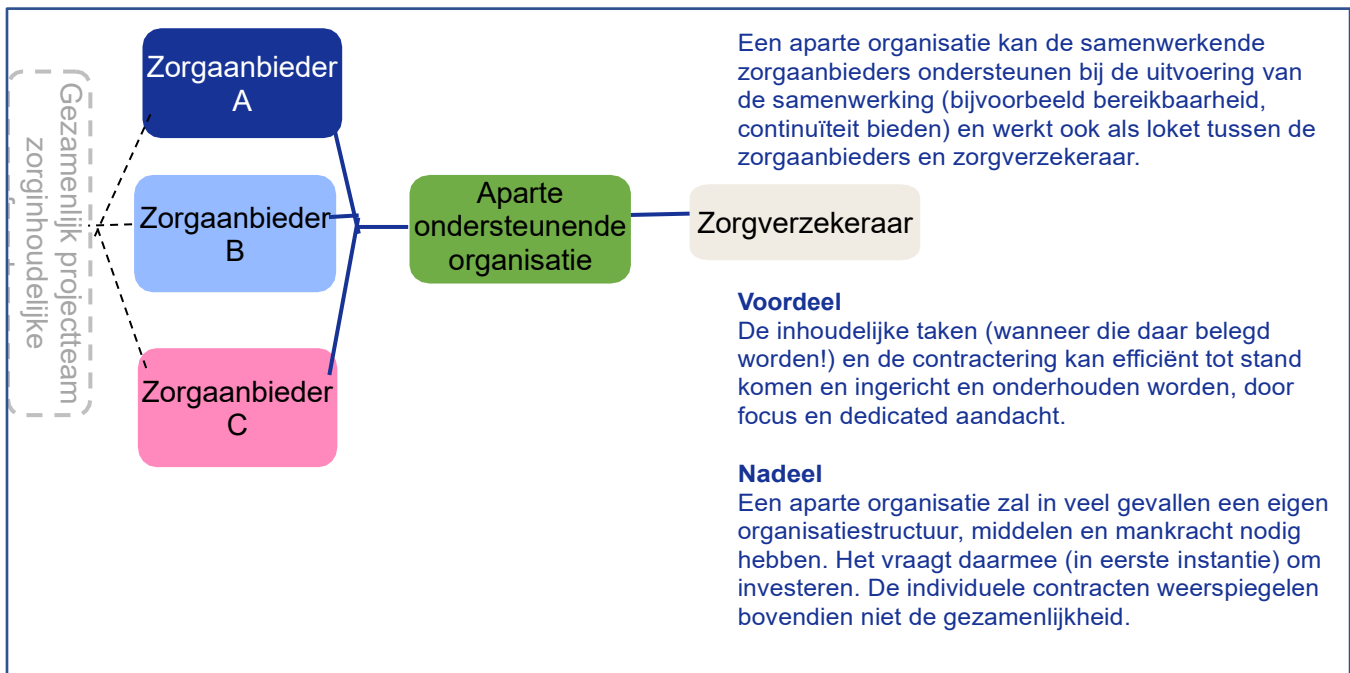 Gezamenlijk projectteam
zorginhoudelijke
Zorgaanbieder
A
Zorgaanbieder
B
Zorgaanbieder
C
Aparte
ondersteunende
organisatie
Zorgverzekeraar
Een aparte organisatie kan de samenwerkende
zorgaanbieders ondersteunen bij de uitvoering van
de samenwerking (bijvoorbeeld bereikbaarheid,
continuïteit bieden) en werkt ook als loket tussen de
zorgaanbieders en zorgverzekeraar.
Voordeel
De inhoudelijke taken (wanneer die daar belegd
worden!) en de contractering kan efficiënt tot stand
komen en ingericht en onderhouden worden, door
focus en dedicated aandacht.
Nadeel
Een aparte organisatie zal in veel gevallen een eigen
organisatiestructuur, middelen en mankracht nodig
hebben. Het vraagt daarmee (in eerste instantie) om
investeren. De individuele contracten weerspiegelen
bovendien niet de gezamenlijkheid.